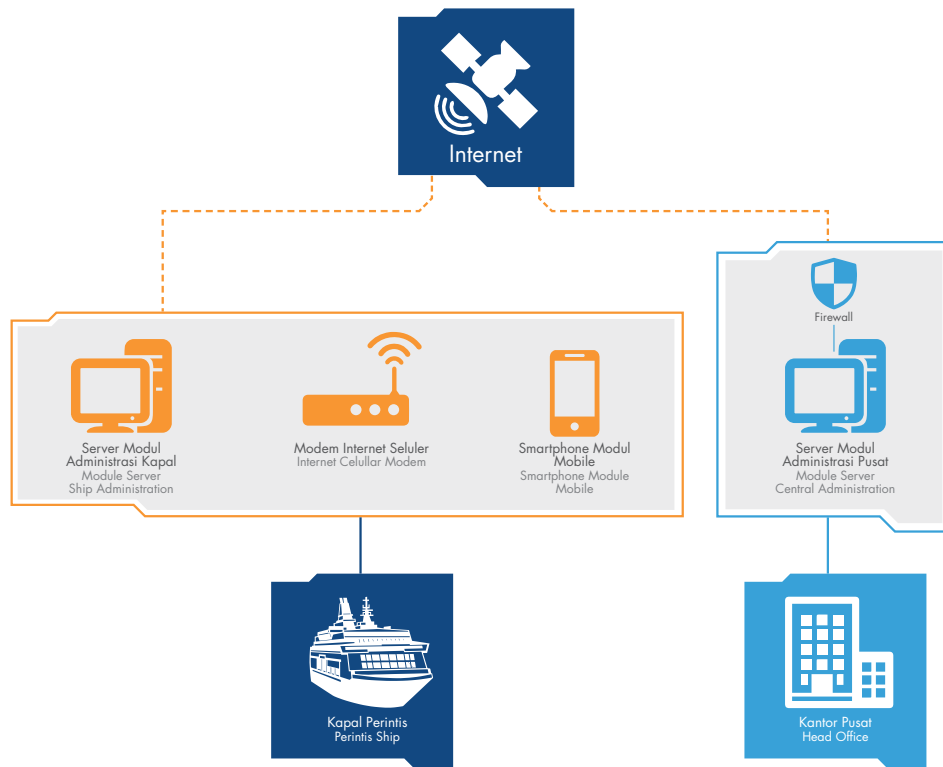 Internet
Firewall
Server Modul
Administrasi Kapal
Module Server
Ship Administration
Modem Internet Seluler
Internet Celullar Modem
Smartphone Modul
Mobile
Smartphone Module
Mobile
Server Modul
Administrasi Pusat
Module Server
Central Administration
Kapal Perintis
Perintis Ship
Kantor Pusat
Head Office